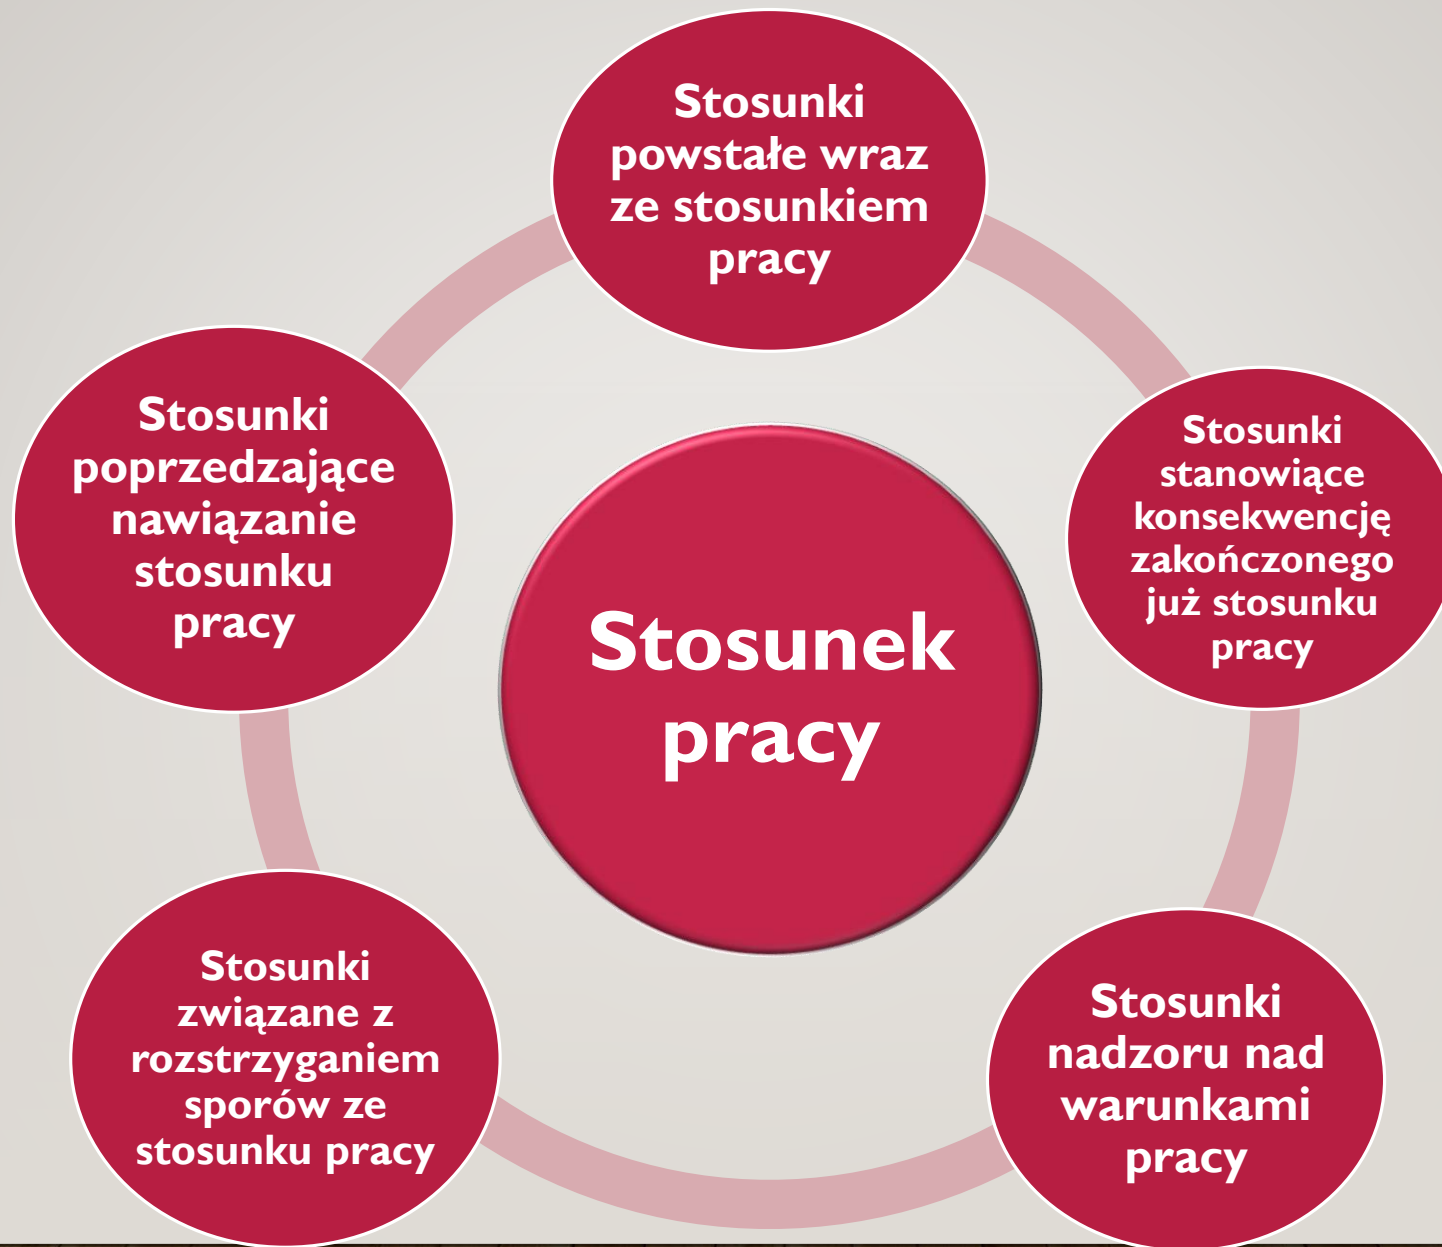 Stosunki
powstałe wraz
ze stosunkiem
pracy
Stosunki
poprzedzające
nawiązanie
stosunku
pracy
Stosunki
stanowiące
konsekwencję
zakończonego
już stosunku
pracy
Stosunek
pracy
Stosunki
związane z
rozstrzyganiem
sporów ze
stosunku pracy
Stosunki
nadzoru nad
warunkami
pracy